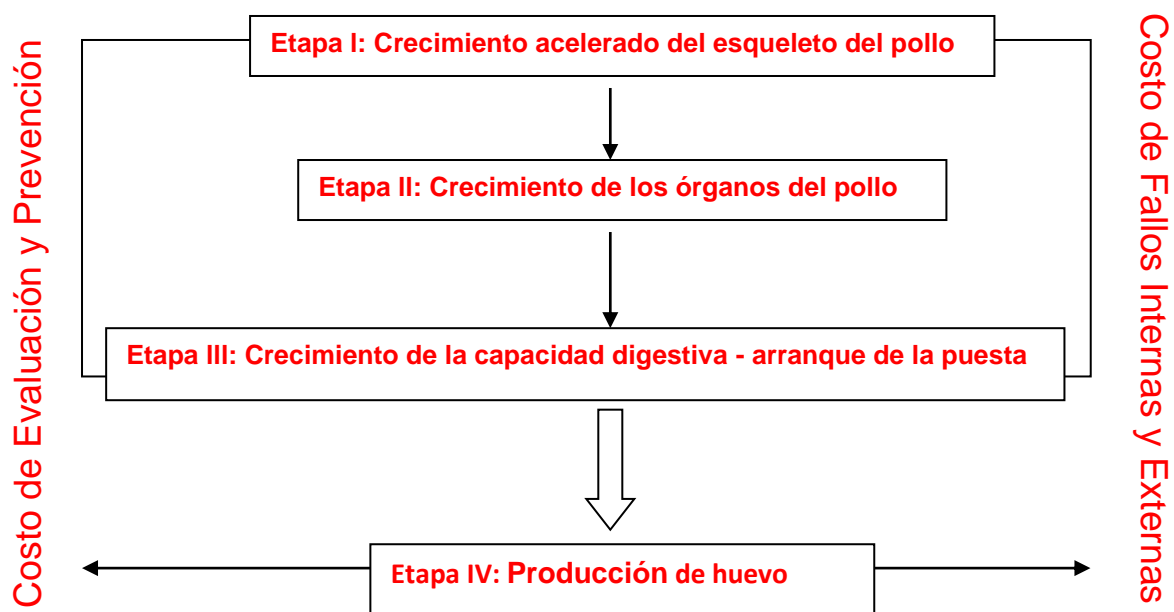 Etapa I: Crecimiento acelerado del esqueleto del pollo
Etapa II: Crecimiento de los órganos del pollo
Etapa III: Crecimiento de la capacidad digestiva - arranque de la puesta
Etapa IV: Producción de huevo
Costo de Evaluación y Prevención
Costo de Fallos Internas y Externas